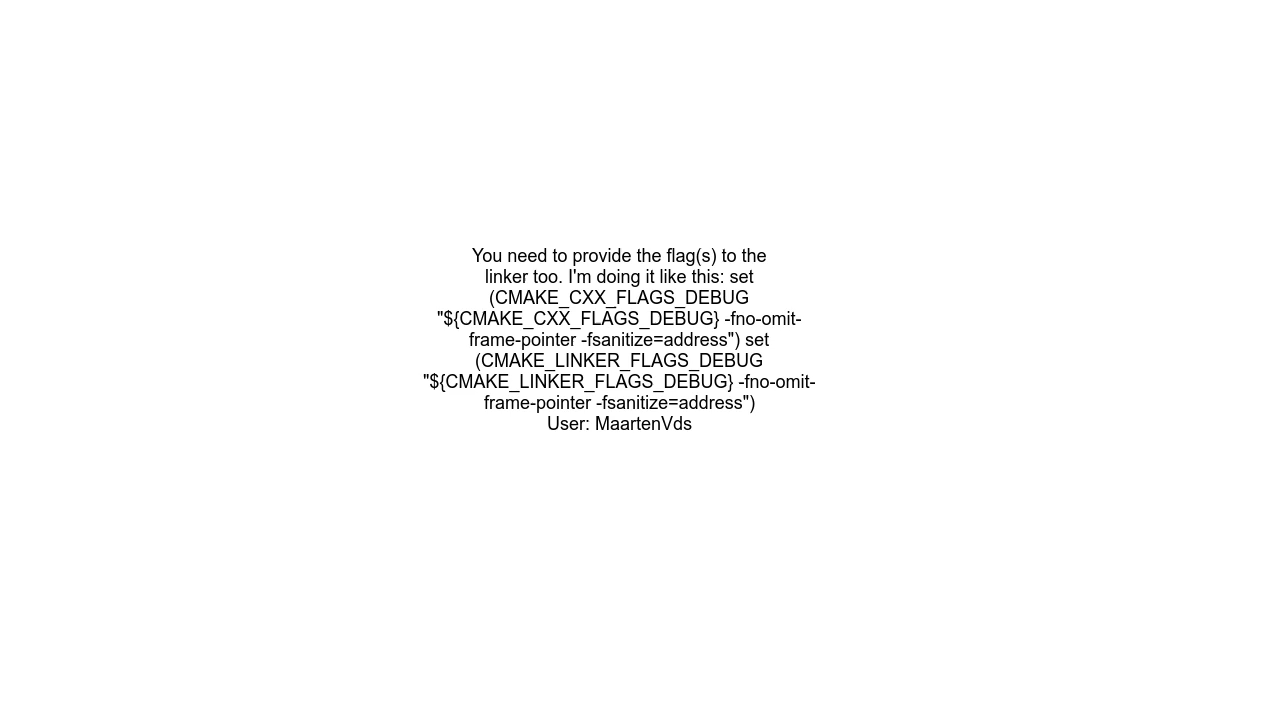 You need to provide the flag(s) to the
linker too. I'm doing it like this: set
(CMAKE_CXX_FLAGS_DEBUG
"${CMAKE_CXX_FLAGS_DEBUG} -fno-omit-
frame-pointer -fsanitize=address") set
(CMAKE_LINKER_FLAGS_DEBUG
"${CMAKE_LINKER_FLAGS_DEBUG} -fno-omit-
frame-pointer -fsanitize=address")
User: MaartenVds